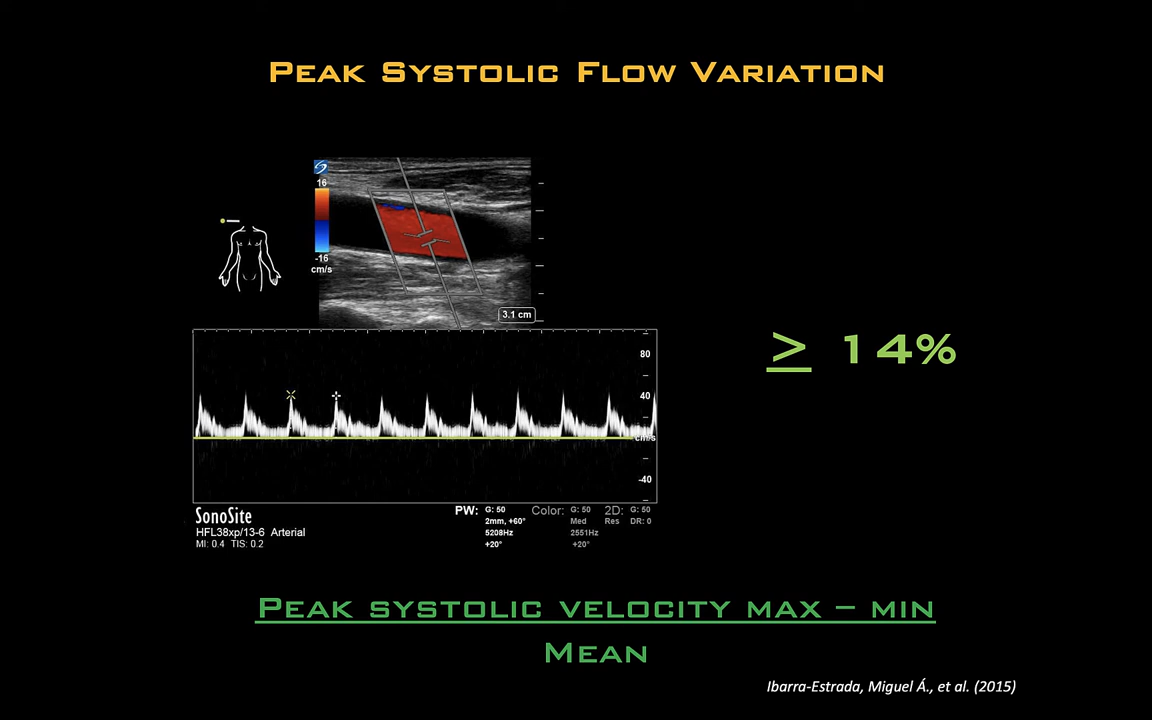 Peak Systolic Flow Variation
16
-16
cm/s
3.1 cm
80
40
cm/s
-40
≥ 14%
SonoSite
HFL38xp/13-6 Arterial
MI: 0.4 TIS: 0.2
PW: G: 50
2mm, +60°
5208Hz
+20°
Color: G: 50
Med
2551Hz
+20°
2D: G: 50
Res DR: 0
Peak systolic velocity max – min
Mean
Ibarra-Estrada, Miguel Á., et al. (2015)